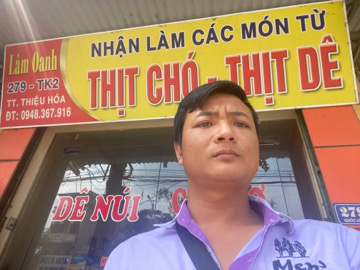 Lâm Oanh
279 - TK2
TT. THIỆU HÓA
ĐT: 0948.367.916
NHẬN LÀM CÁC MÓN TỪ
THỊT CHÓ - THỊT DÊ
DÊ NÚI
279
Men